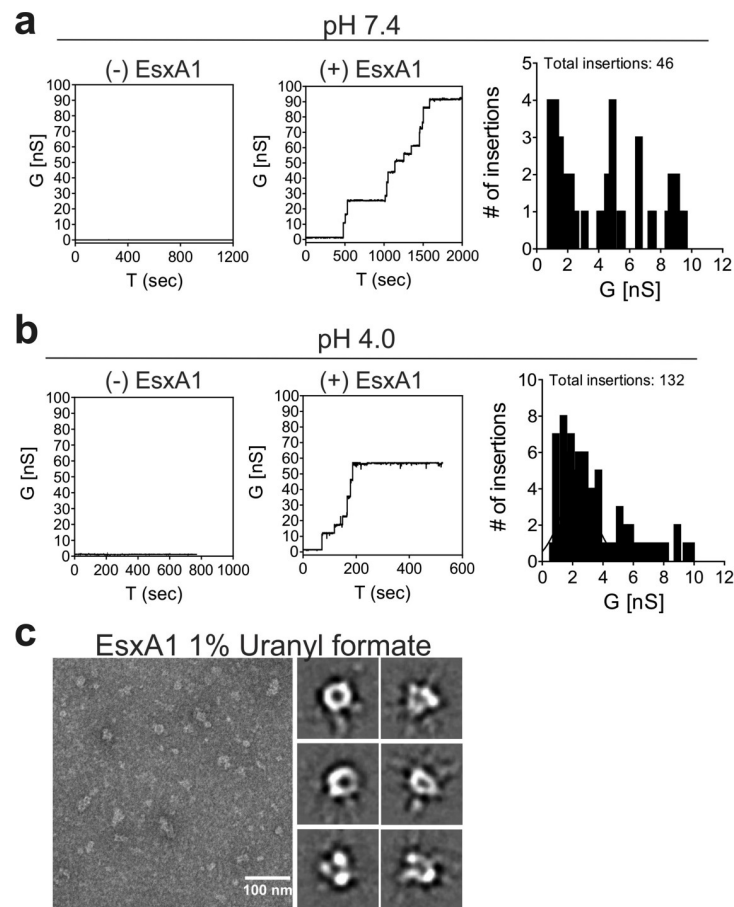 a
pH 7.4
(-) EsxA1
G [nS]
100
90
80
70
60
50
40
30
20
10
0
0 400 800 1200
T (sec)
(+) EsxA1
G [nS]
100
90
80
70
60
50
40
30
20
10
0
0 500 1000 1500 2000
T (sec)
Total insertions: 46
# of insertions
5
4
3
2
1
0
0 2 4 6 8 10 12
G [nS]
b
pH 4.0
(-) EsxA1
G [nS]
100
90
80
70
60
50
40
30
20
10
0
0 200 400 600 800 1000
T (sec)
(+) EsxA1
G [nS]
100
90
80
70
60
50
40
30
20
10
0
0 200 400 600
T (sec)
Total insertions: 132
# of insertions
10
8
6
4
2
0
0 2 4 6 8 10 12
G [nS]
c
EsxA1 1% Uranyl formate
100 nm